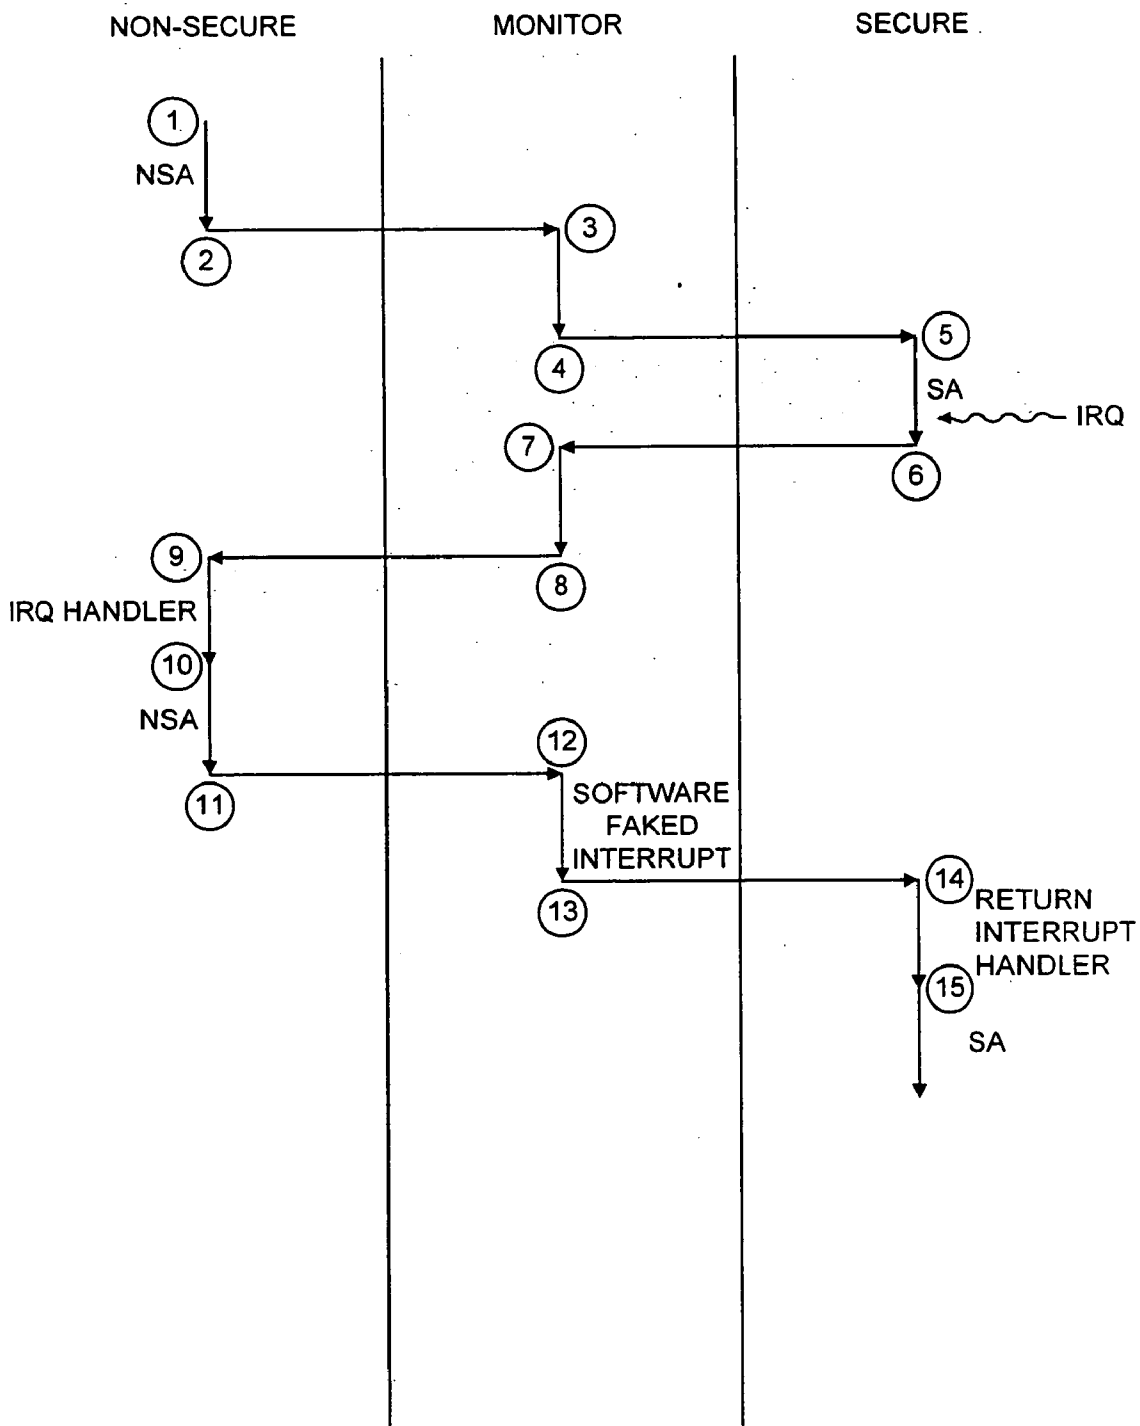 NON-SECURE
MONITOR
SECURE
1
NSA
2
3
4
5
SA
IRQ
6
7
8
9
IRQ HANDLER
10
NSA
11
12
SOFTWARE
FAKED
INTERRUPT
13
14
RETURN
INTERRUPT
HANDLER
15
SA